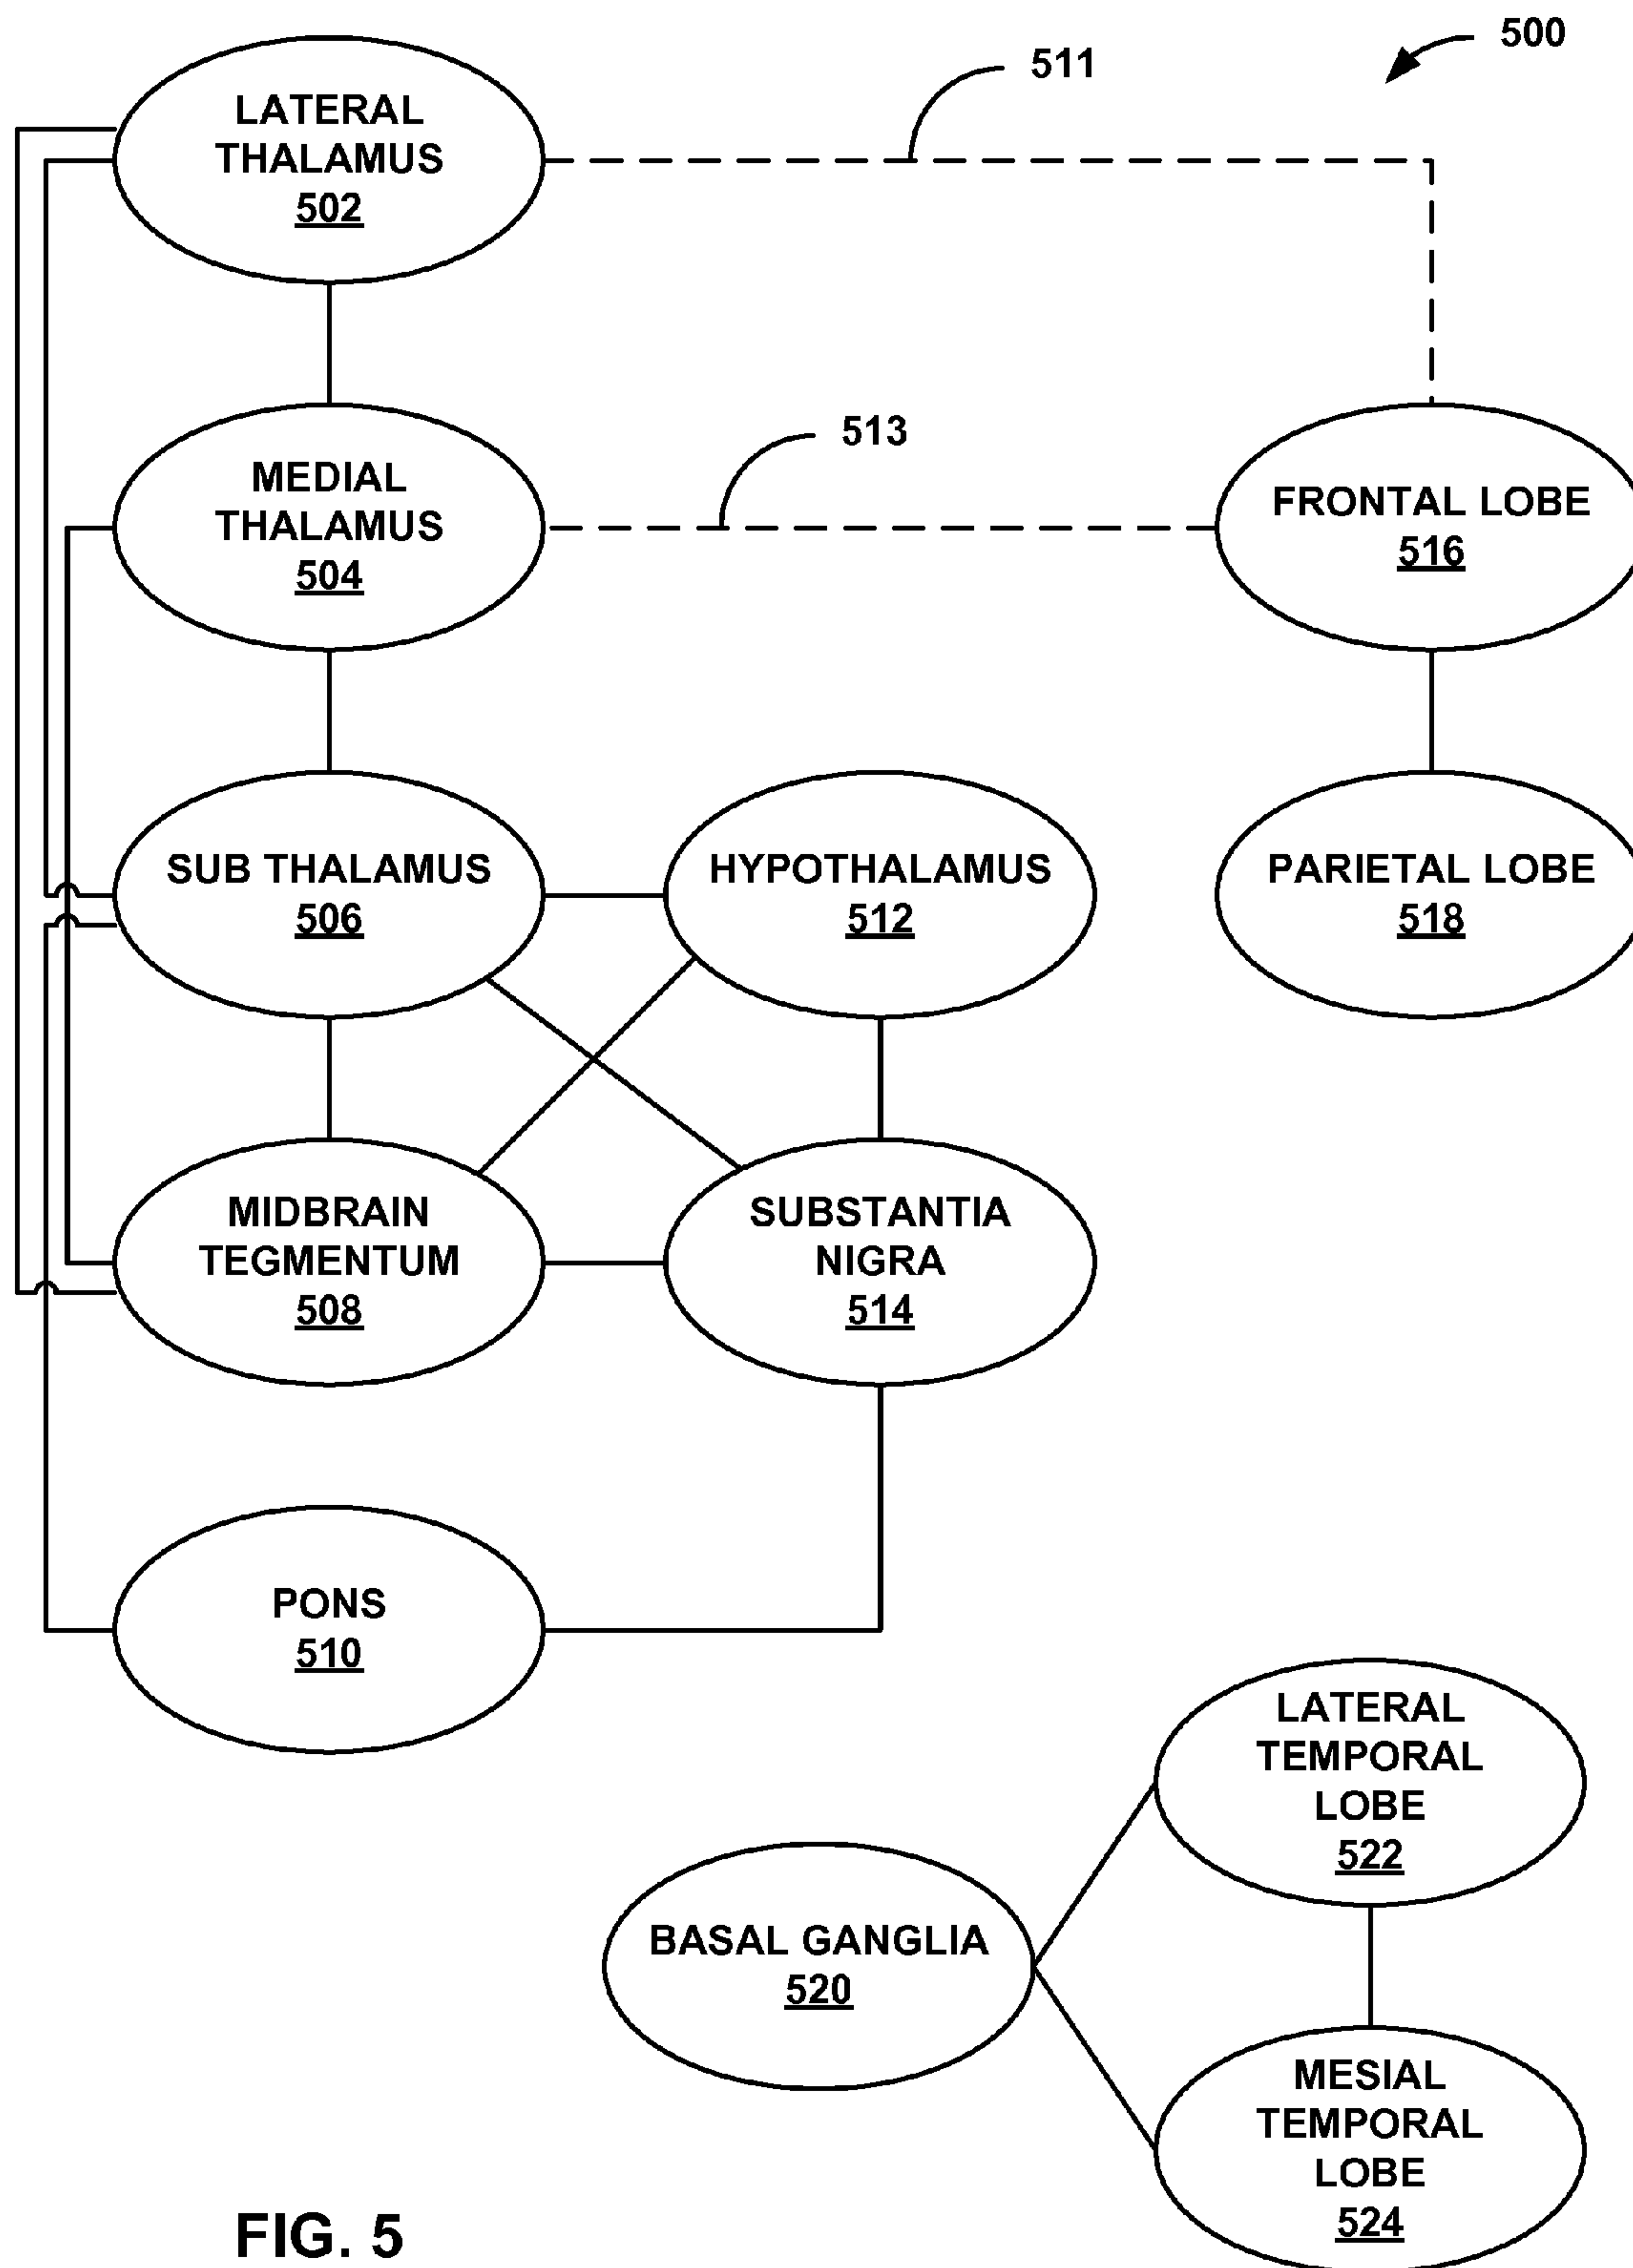 500
511
LATERAL
THALAMUS
502
513
MEDIAL
THALAMUS
504
FRONTAL LOBE
516
SUB THALAMUS
506
HYPOTHALAMUS
512
PARIETAL LOBE
518
MIDBRAIN
TEGMENTUM
508
SUBSTANTIA
NIGRA
514
PONS
510
LATERAL
TEMPORAL
LOBE
522
BASAL GANGLIA
520
MESIAL
TEMPORAL
LOBE
524
FIG. 5